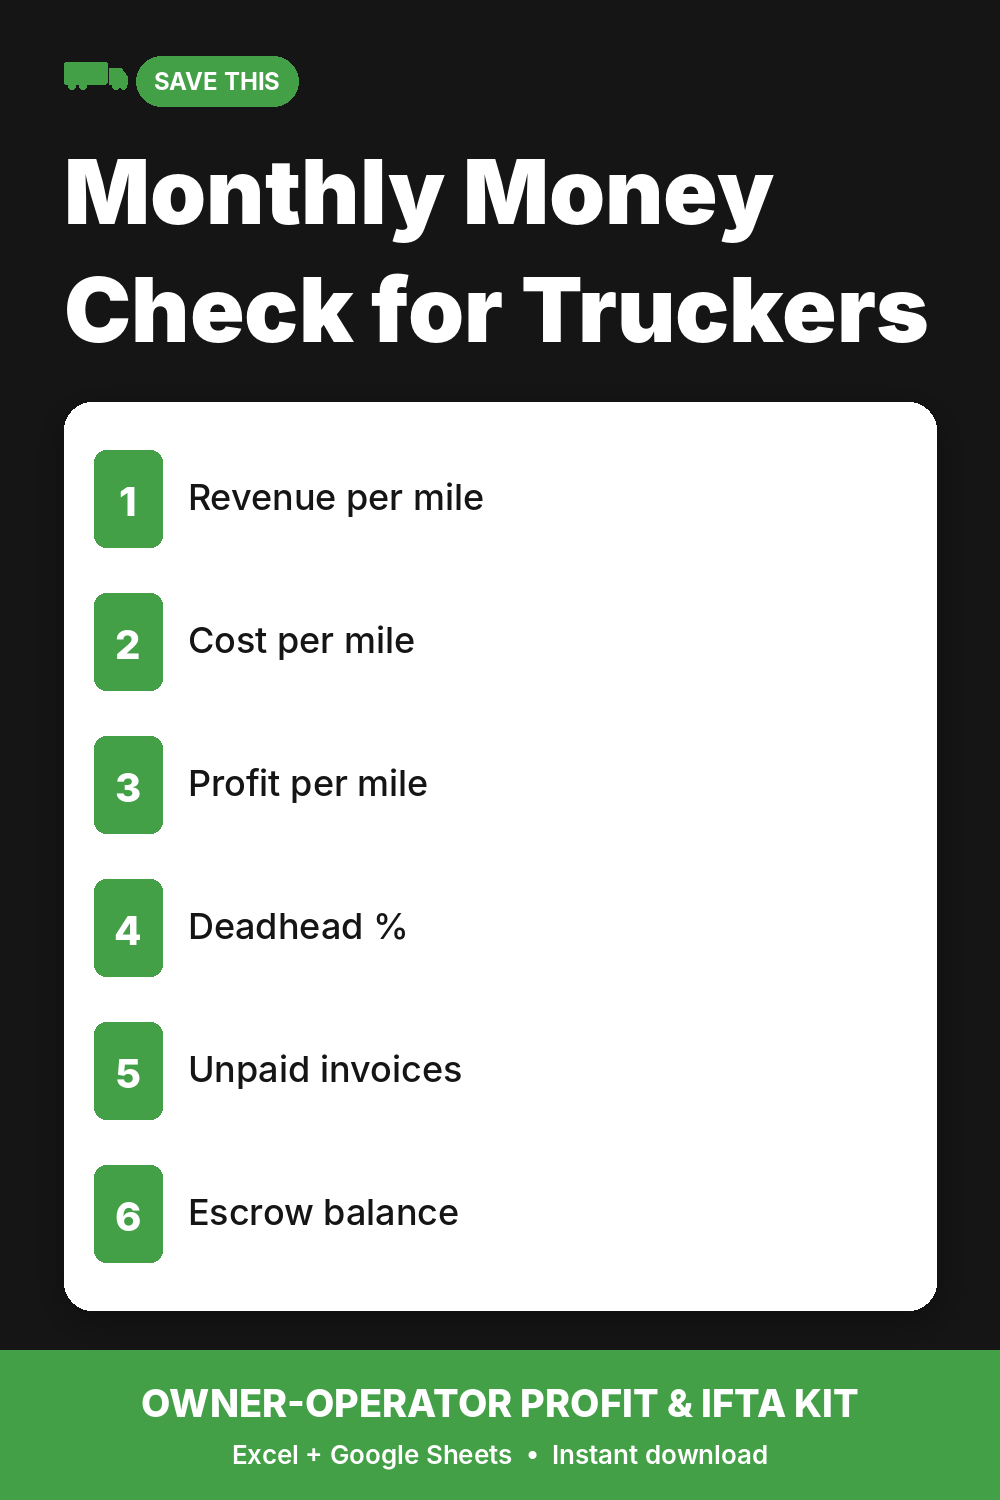 SAVE THIS
Monthly Money
Check for Truckers
1 Revenue per mile
2 Cost per mile
3 Profit per mile
4 Deadhead %
5 Unpaid invoices
6 Escrow balance
OWNER-OPERATOR PROFIT & IFTA KIT
Excel + Google Sheets • Instant download